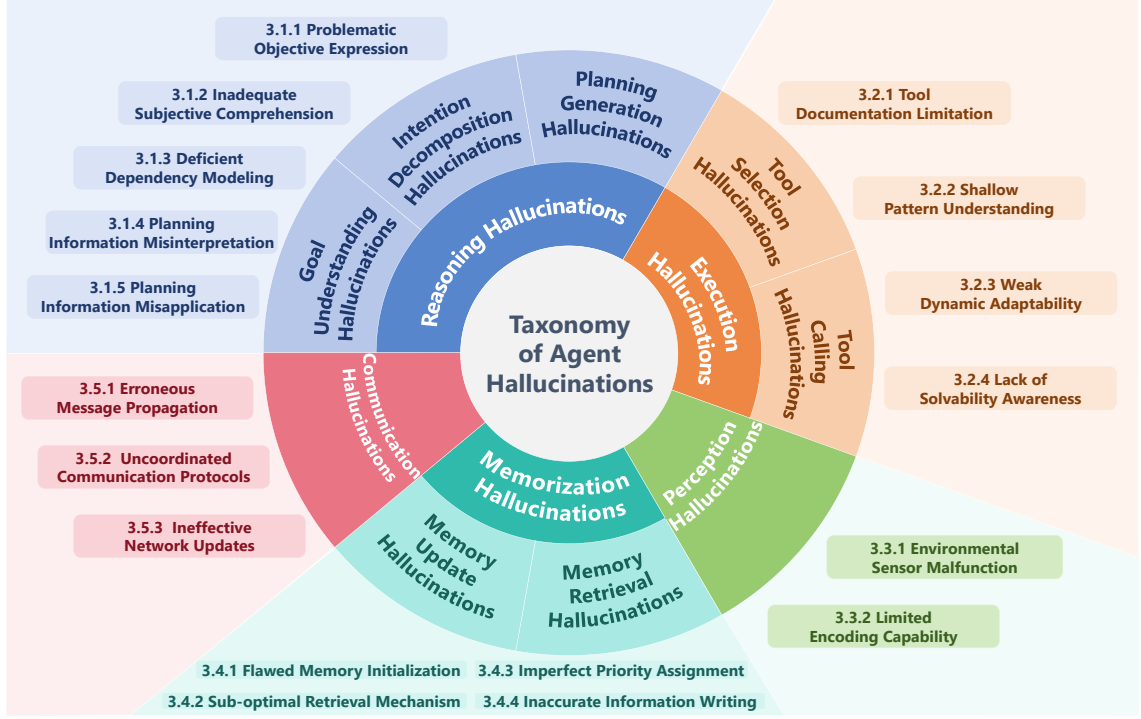 3.1.1 Problematic
Objective Expression
3.1.2 Inadequate
Subjective Comprehension
3.1.3 Deficient
Dependency Modeling
3.1.4 Planning
Information Misinterpretation
3.1.5 Planning
Information Misapplication
Goal
Understanding
Hallucinations
Intention
Decomposition
Hallucinations
Planning
Generation
Hallucinations
Reasoning Hallucinations
Tool
Selection
Hallucinations
Tool
Calling
Hallucinations
Execution
Hallucinations
3.2.1 Tool
Documentation Limitation
3.2.2 Shallow
Pattern Understanding
3.2.3 Weak
Dynamic Adaptability
3.2.4 Lack of
Solvability Awareness
Taxonomy
of Agent
Hallucinations
Communication
Hallucinations
3.5.1 Erroneous
Message Propagation
3.5.2 Uncoordinated
Communication Protocols
3.5.3 Ineffective
Network Updates
Memorization
Hallucinations
Memory
Update
Hallucinations
Memory
Retrieval
Hallucinations
Perception
Hallucinations
3.3.1 Environmental
Sensor Malfunction
3.3.2 Limited
Encoding Capability
3.4.1 Flawed Memory Initialization
3.4.3 Imperfect Priority Assignment
3.4.2 Sub-optimal Retrieval Mechanism
3.4.4 Inaccurate Information Writing